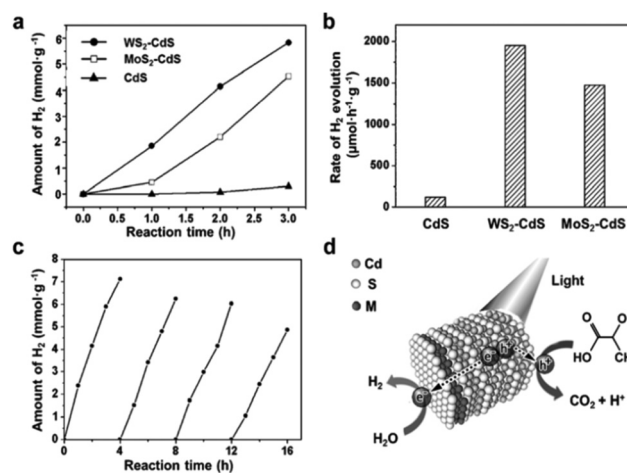 a
Amount of H2 (mmol·g-1)
6
5
4
3
2
1
0
WS2-CdS
MoS2-CdS
CdS
0.0 0.5 1.0 1.5 2.0 2.5 3.0
Reaction time (h)
b
Rate of H2 evolution
(μmol·h-1·g-1)
2000
1500
1000
500
0
CdS WS2-CdS MoS2-CdS
c
Amount of H2 (mmol·g-1)
8
7
6
5
4
3
2
1
0
0 4 8 12 16
Reaction time (h)
d
Cd
S
M
Light
e-
h+
h+
e-
O
O
HO
H2
H2O
CO2 + H+